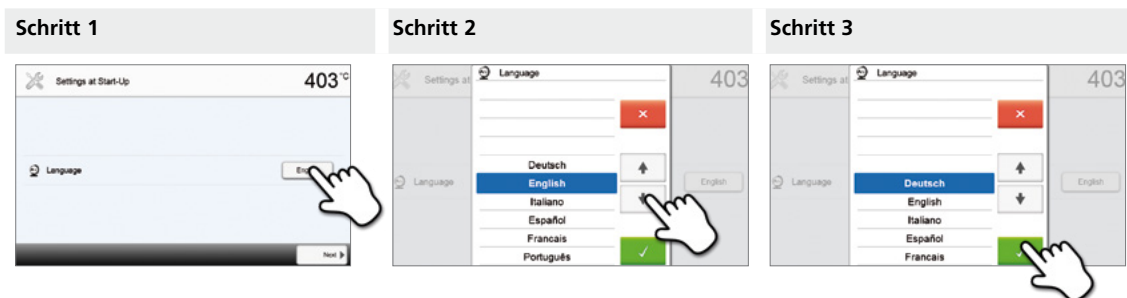 Schritt 1
Settings at Start-Up
403 °C
Language
Eng
Next
Schritt 2
Settings at
Language
403
Deutsch
English
Italiano
Español
Francais
Português
Language
English
Schritt 3
Settings at
Language
403
Deutsch
English
Italiano
Español
Francais
Language
English